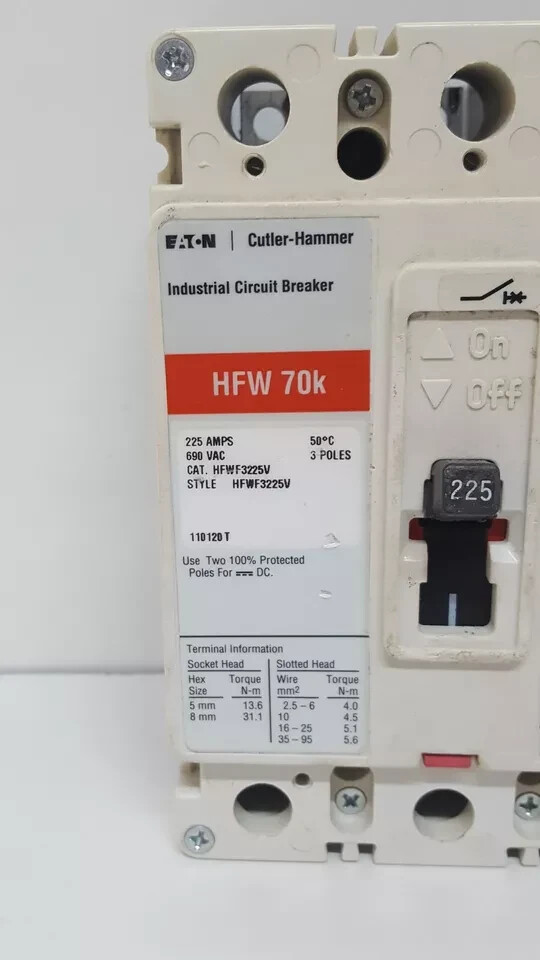 EATON | Cutler-Hammer
Industrial Circuit Breaker
HFW 70k
225 AMPS 50°C
690 VAC 3 POLES
CAT. HFWF3225V
STYLE HFWF3225V
110120T
Use Two 100% Protected
Poles For DC.
Terminal Information
Socket Head Slotted Head
Hex Torque Wire Torque
Size N-m mm² N-m
5 mm 13.6 2.5 - 6 4.0
8 mm 31.1 10 4.5
16 - 25 5.1
35 - 95 5.6
On
Off
225